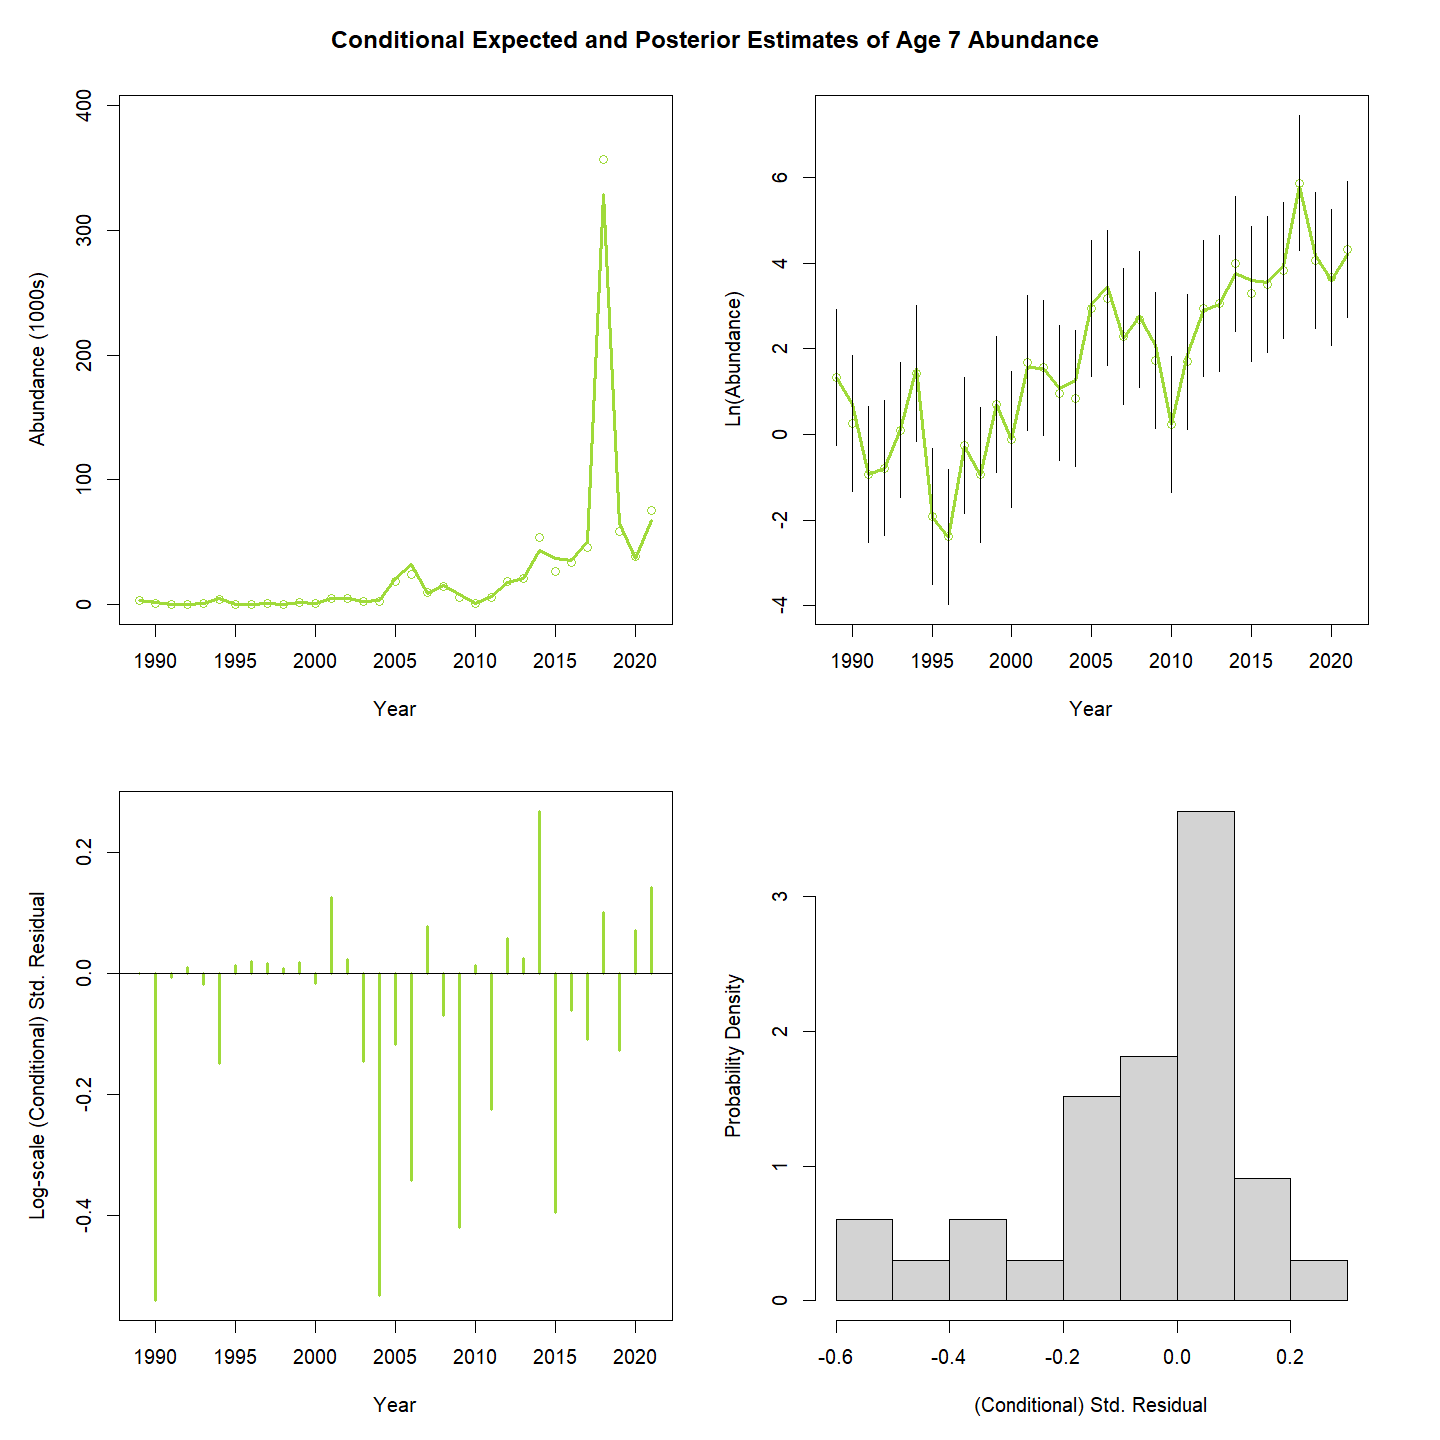 Conditional Expected and Posterior Estimates of Age 7 Abundance
Abundance (1000s)
400
300
200
100
0
1990 1995 2000 2005 2010 2015 2020
Year
Ln(Abundance)
6
4
2
0
-2
-4
1990 1995 2000 2005 2010 2015 2020
Year
Log-scale (Conditional) Std. Residual
0.2
0.0
-0.2
-0.4
1990 1995 2000 2005 2010 2015 2020
Year
Probability Density
3
2
1
0
-0.6 -0.4 -0.2 0.0 0.2
(Conditional) Std. Residual